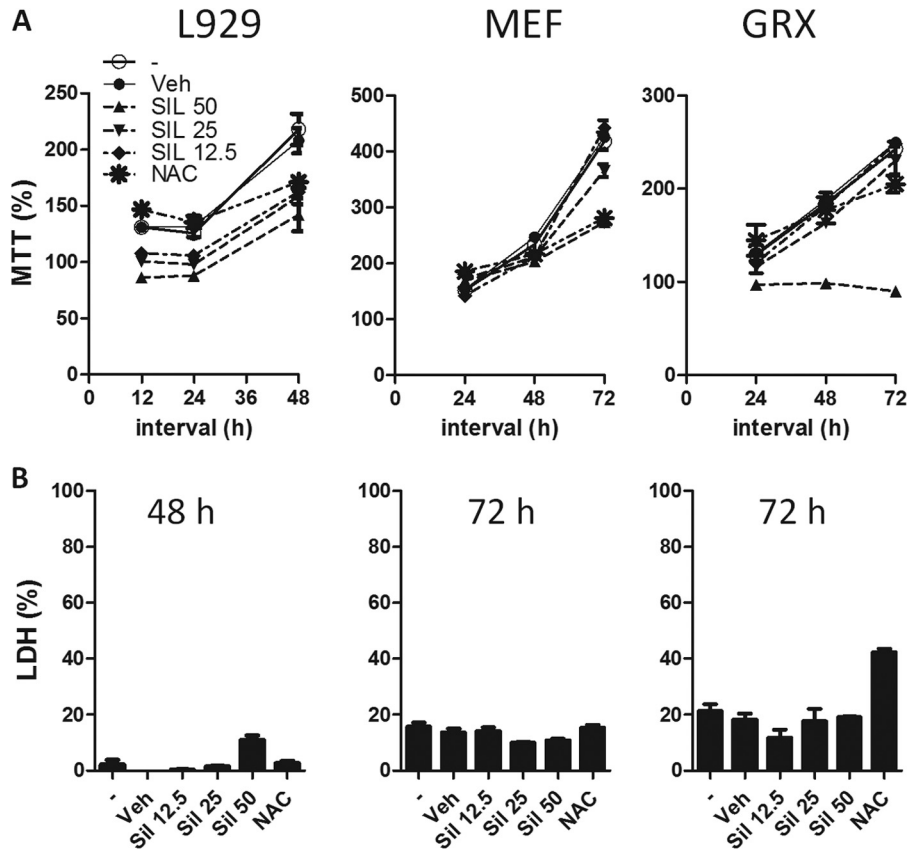 A
L929
MEF
GRX
-
Veh
SIL 50
SIL 25
SIL 12.5
NAC
MTT (%)
250
200
150
100
50
0
0 12 24 36 48
interval (h)
500
400
300
200
100
0
0 24 48 72
interval (h)
300
200
100
0
0 24 48 72
interval (h)
B
48 h
72 h
72 h
LDH (%)
100
80
60
40
20
0
- Veh Sil 12.5 Sil 25 Sil 50 NAC
100
80
60
40
20
0
- Veh Sil 12.5 Sil 25 Sil 50 NAC
100
80
60
40
20
0
- Veh Sil 12.5 Sil 25 Sil 50 NAC